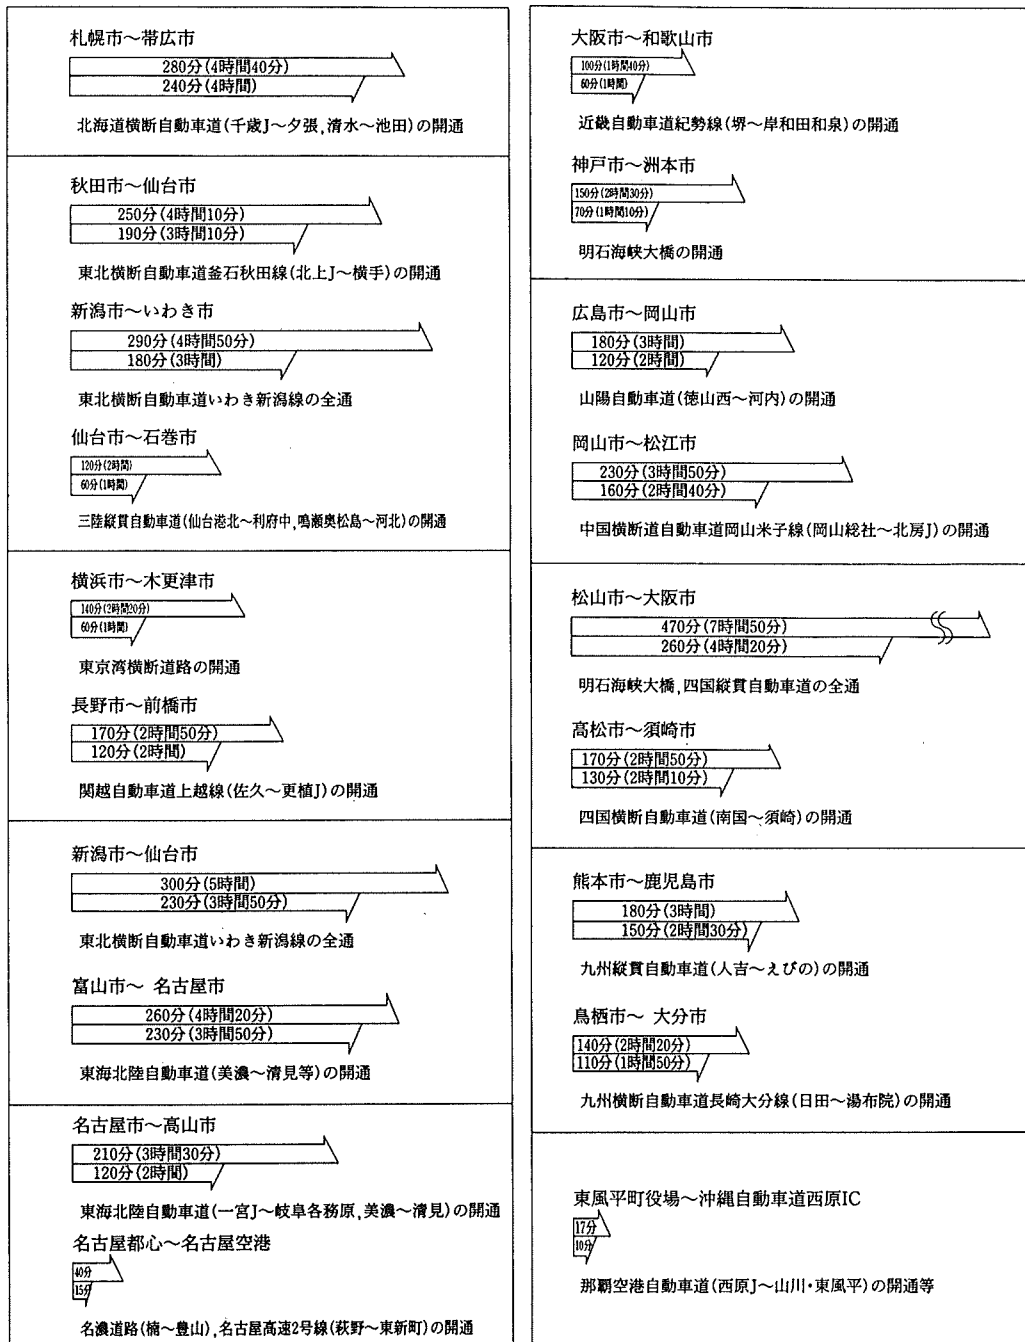 札幌市～帯広市
280分(4時間40分)
240分(4時間)
北海道横断自動車道(千歳J～夕張,清水～池田)の開通
秋田市～仙台市
250分(4時間10分)
190分(3時間10分)
東北横断自動車道釜石秋田線(北上J～横手)の開通
新潟市～いわき市
290分(4時間50分)
180分(3時間)
東北横断自動車道いわき新潟線の全通
仙台市～石巻市
120分(2時間)
60分(1時間)
三陸縦貫自動車道(仙台港北～利府中,鳴瀬奥松島～河北)の開通
横浜市～木更津市
140分(2時間20分)
60分(1時間)
東京湾横断道路の開通
長野市～前橋市
170分(2時間50分)
120分(2時間)
関越自動車道上越線(佐久～更植J)の開通
新潟市～仙台市
300分(5時間)
230分(3時間50分)
東北横断自動車道いわき新潟線の全通
富山市～ 名古屋市
260分(4時間20分)
230分(3時間50分)
東海北陸自動車道(美濃～清見等)の開通
名古屋市～高山市
210分(3時間30分)
120分(2時間)
東海北陸自動車道(一宮J～岐阜各務原,美濃～清見)の開通
名古屋都心～名古屋空港
40分
15分
名濃道路(楠～豊山),名古屋高速2号線(萩野～東新町)の開通
大阪市～和歌山市
100分(1時間40分)
60分(1時間)
近畿自動車道紀勢線(堺～岸和田和泉)の開通
神戸市～洲本市
150分(2時間30分)
70分(1時間10分)
明石海峡大橋の開通
広島市～岡山市
180分(3時間)
120分(2時間)
山陽自動車道(徳山西～河内)の開通
岡山市～松江市
230分(3時間50分)
160分(2時間40分)
中国横断道自動車道岡山米子線(岡山総社～北房J)の開通
松山市～大阪市
470分(7時間50分)
260分(4時間20分)
明石海峡大橋,四国縦貫自動車道の全通
高松市～須崎市
170分(2時間50分)
130分(2時間10分)
四国横断自動車道(南国～須崎)の開通
熊本市～鹿児島市
180分(3時間)
150分(2時間30分)
九州縦貫自動車道(人吉～えびの)の開通
鳥栖市～ 大分市
140分(2時間20分)
110分(1時間50分)
九州横断自動車道長崎大分線(日田～湯布院)の開通
東風平町役場～沖縄自動車道西原IC
17分
10分
那覇空港自動車道(西原J～山川・東風平)の開通等